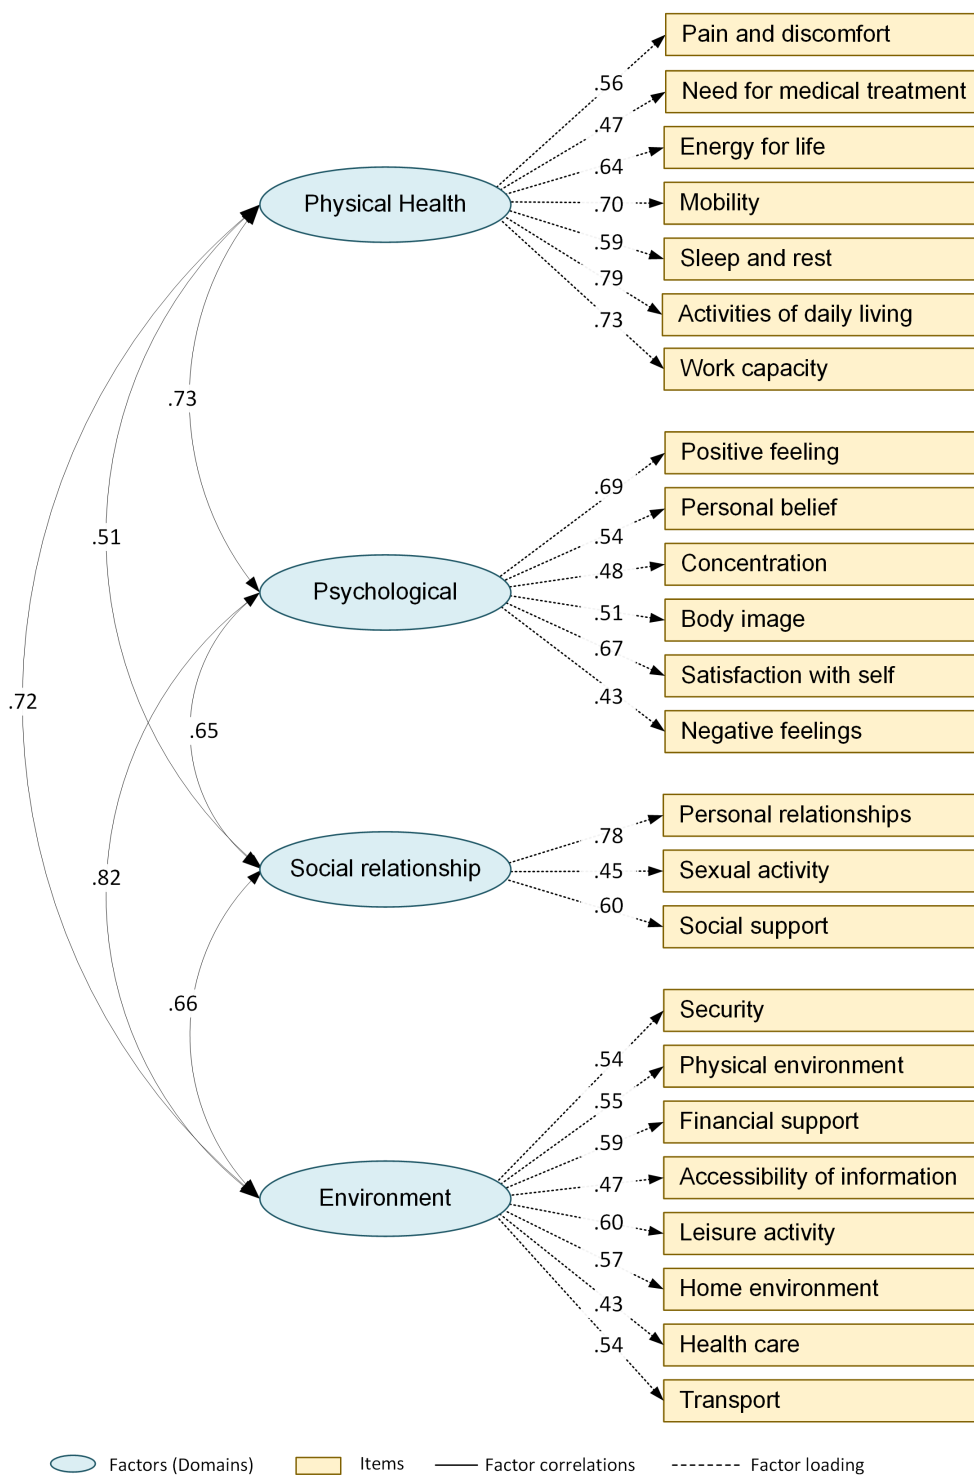 Pain and discomfort
.56
Need for medical treatment
.47
Energy for life
.64
Physical Health
.70
Mobility
.59
Sleep and rest
.79
Activities of daily living
.73
Work capacity
.73
Positive feeling
.69
Personal belief
.54
.51
Concentration
.48
Psychological
.51
Body image
.67
Satisfaction with self
.43
Negative feelings
.72
.65
Personal relationships
.78
Social relationship
.45
Sexual activity
.82
.60
Social support
.66
Security
.54
Physical environment
.55
Financial support
.59
Accessibility of information
.47
Environment
.60
Leisure activity
.57
Home environment
.43
Health care
.54
Transport
Factors (Domains) Items Factor correlations Factor loading